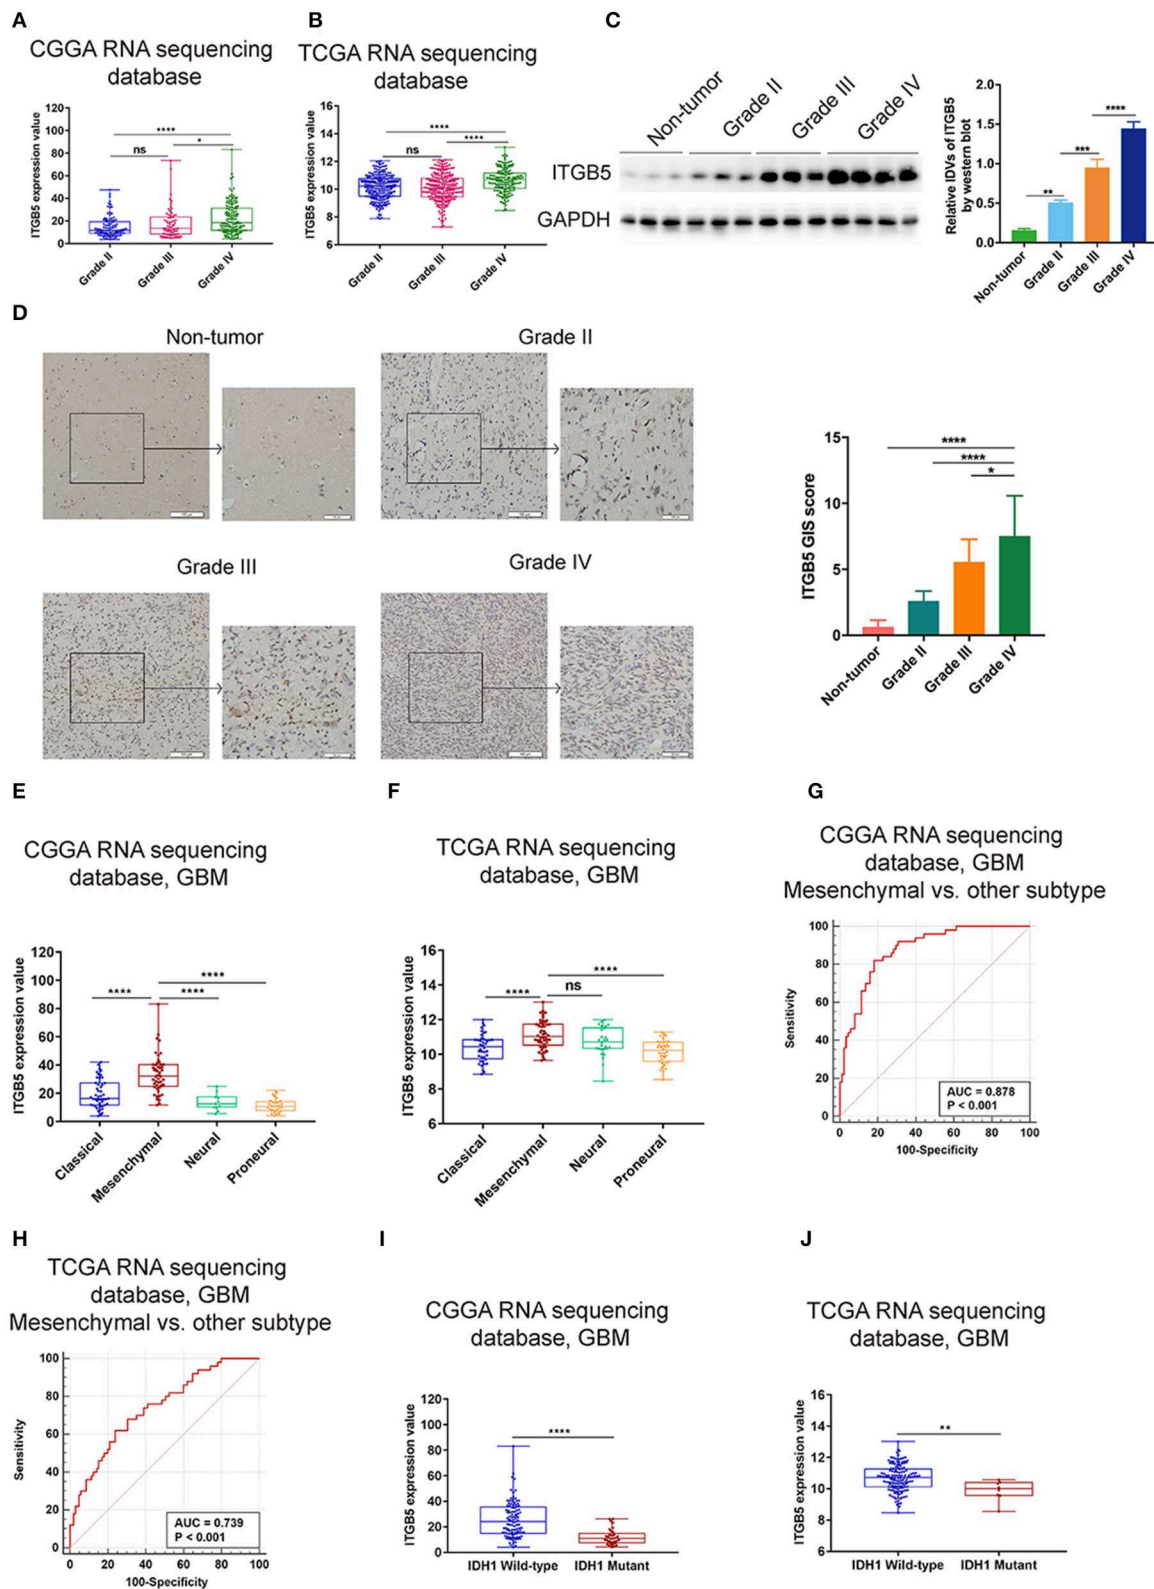 A
CGGA RNA sequencing
database
ITGB5 expression value
120
100
80
60
40
20
0
****
ns
*
Grade II
Grade III
Grade IV
B
TCGA RNA sequencing
database
ITGB5 expression value
16
14
12
10
8
6
****
****
ns
Grade II
Grade III
Grade IV
C
Non-tumor
Grade II
Grade III
Grade IV
ITGB5
GAPDH
Relative IDVs of ITGB5
by western blot
2.0
1.5
1.0
0.5
0.0
****
***
**
Non-tumor
Grade II
Grade III
Grade IV
D
Non-tumor
Grade II
Grade III
Grade IV
ITGB5 GIS score
15
10
5
0
****
****
*
Non-tumor
Grade II
Grade III
Grade IV
E
CGGA RNA sequencing
database, GBM
ITGB5 expression value
120
100
80
60
40
20
0
****
****
****
Classical
Mesenchymal
Neural
Proneural
F
TCGA RNA sequencing
database, GBM
ITGB5 expression value
16
14
12
10
8
6
****
****
ns
Classical
Mesenchymal
Neural
Proneural
G
CGGA RNA sequencing
database, GBM
Mesenchymal vs. other subtype
Sensitivity
100
80
60
40
20
0
AUC = 0.878
P < 0.001
0 20 40 60 80 100
100-Specificity
H
TCGA RNA sequencing
database, GBM
Mesenchymal vs. other subtype
Sensitivity
100
80
60
40
20
0
AUC = 0.739
P < 0.001
0 20 40 60 80 100
100-Specificity
I
CGGA RNA sequencing
database, GBM
ITGB5 expression value
120
100
80
60
40
20
0
****
IDH1 Wild-type IDH1 Mutant
J
TCGA RNA sequencing
database, GBM
ITGB5 expression value
16
14
12
10
8
6
**
IDH1 Wild-type IDH1 Mutant